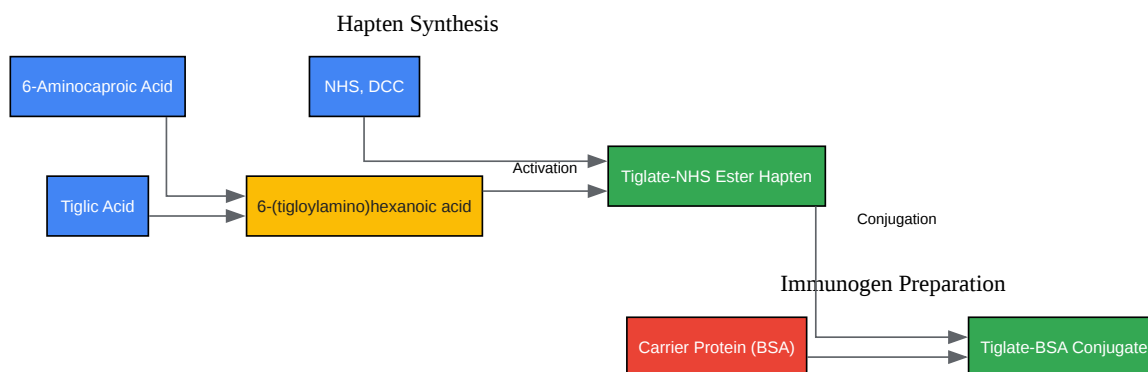 Hapten Synthesis
6-Aminocaproic Acid
NHS, DCC
Activation
Tiglate-NHS Ester Hapten
Tiglic Acid
6-(tigloylamino)hexanoic acid
Conjugation
Immunogen Preparation
Carrier Protein (BSA)
Tiglate-BSA Conjugate